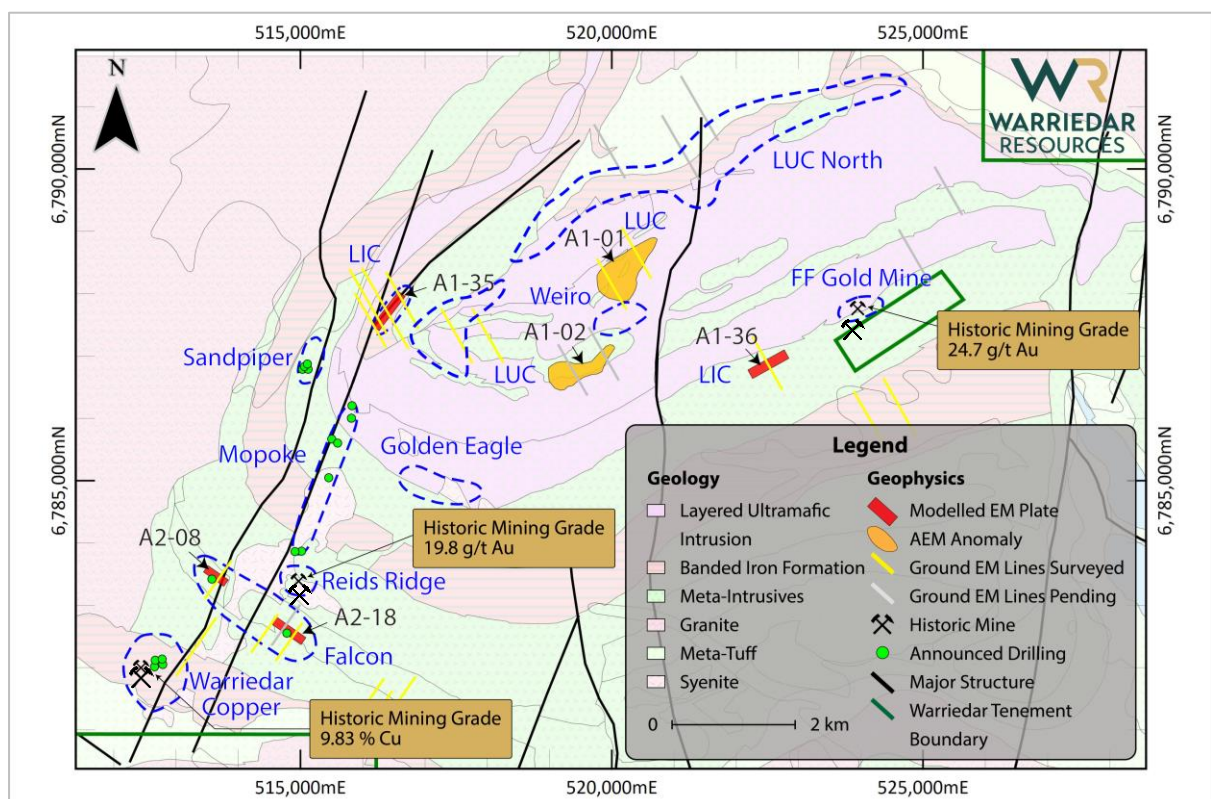 515,000mE
520,000mE
525,000mE
N
WR
WARRIEDAR
RESOURCES
6,790,000mN
6,790,000mN
LUC North
LUC
A1-01
LIC
A1-35
FF Gold Mine
Weiro
A1-02
A1-36
Historic Mining Grade
24.7 g/t Au
Sandpiper
LUC
LIC
Golden Eagle
Mopoke
6,785,000mN
6,785,000mN
Historic Mining Grade
19.8 g/t Au
A2-08
Reids Ridge
A2-18
Falcon
Warriedar
Copper
Historic Mining Grade
9.83 % Cu
Legend
Geology
Layered Ultramafic
Intrusion
Banded Iron Formation
Meta-Intrusives
Granite
Meta-Tuff
Syenite
0 2 km
Geophysics
Modelled EM Plate
AEM Anomaly
Ground EM Lines Surveyed
Ground EM Lines Pending
Historic Mine
Announced Drilling
Major Structure
Warriedar Tenement
Boundary
515,000mE
520,000mE
525,000mE